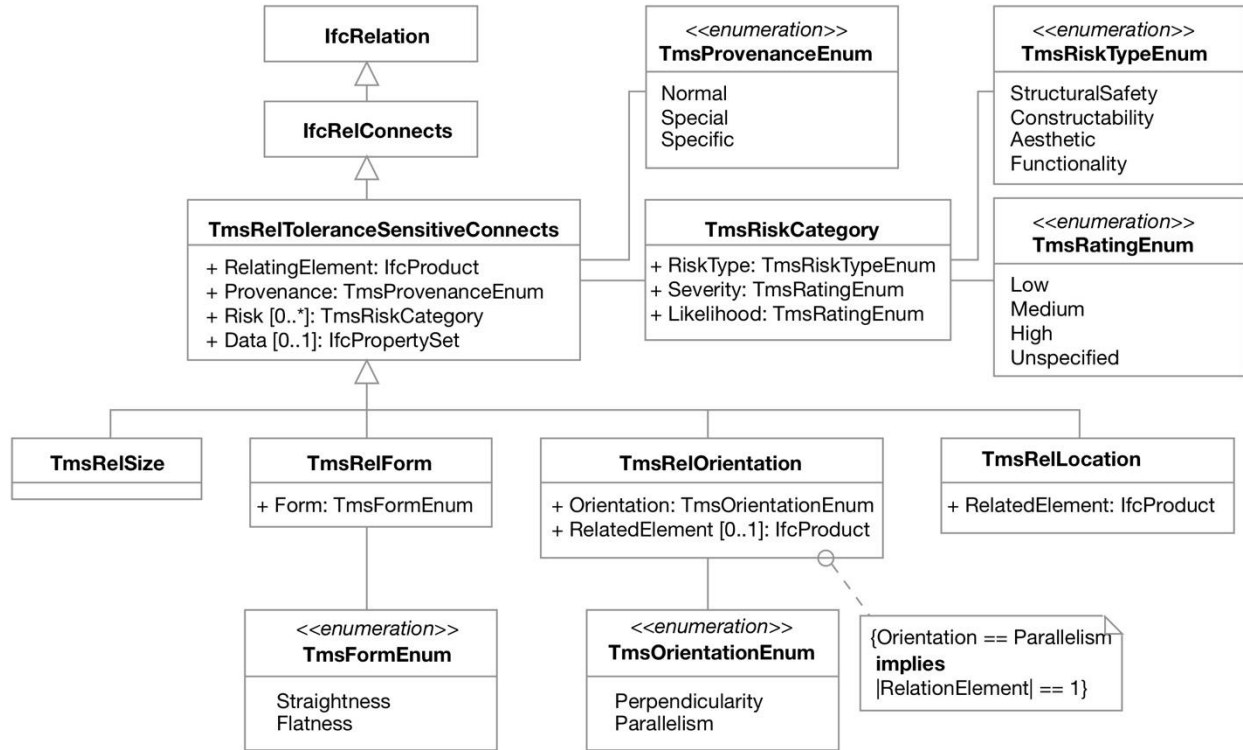 IfcRelation
IfcRelConnects
<<enumeration>>
TmsProvenanceEnum
Normal
Special
Specific
<<enumeration>>
TmsRiskTypeEnum
StructuralSafety
Constructability
Aesthetic
Functionality
TmsRelToleranceSensitiveConnects
+ RelatingElement: IfcProduct
+ Provenance: TmsProvenanceEnum
+ Risk [0..*]: TmsRiskCategory
+ Data [0..1]: IfcPropertySet
TmsRiskCategory
+ RiskType: TmsRiskTypeEnum
+ Severity: TmsRatingEnum
+ Likelihood: TmsRatingEnum
<<enumeration>>
TmsRatingEnum
Low
Medium
High
Unspecified
TmsRelSize
TmsRelForm
+ Form: TmsFormEnum
TmsRelOrientation
+ Orientation: TmsOrientationEnum
+ RelatedElement [0..1]: IfcProduct
TmsRelLocation
+ RelatedElement: IfcProduct
<<enumeration>>
TmsFormEnum
Straightness
Flatness
<<enumeration>>
TmsOrientationEnum
Perpendicularity
Parallelism
{Orientation == Parallelism
implies
|RelationElement| == 1}